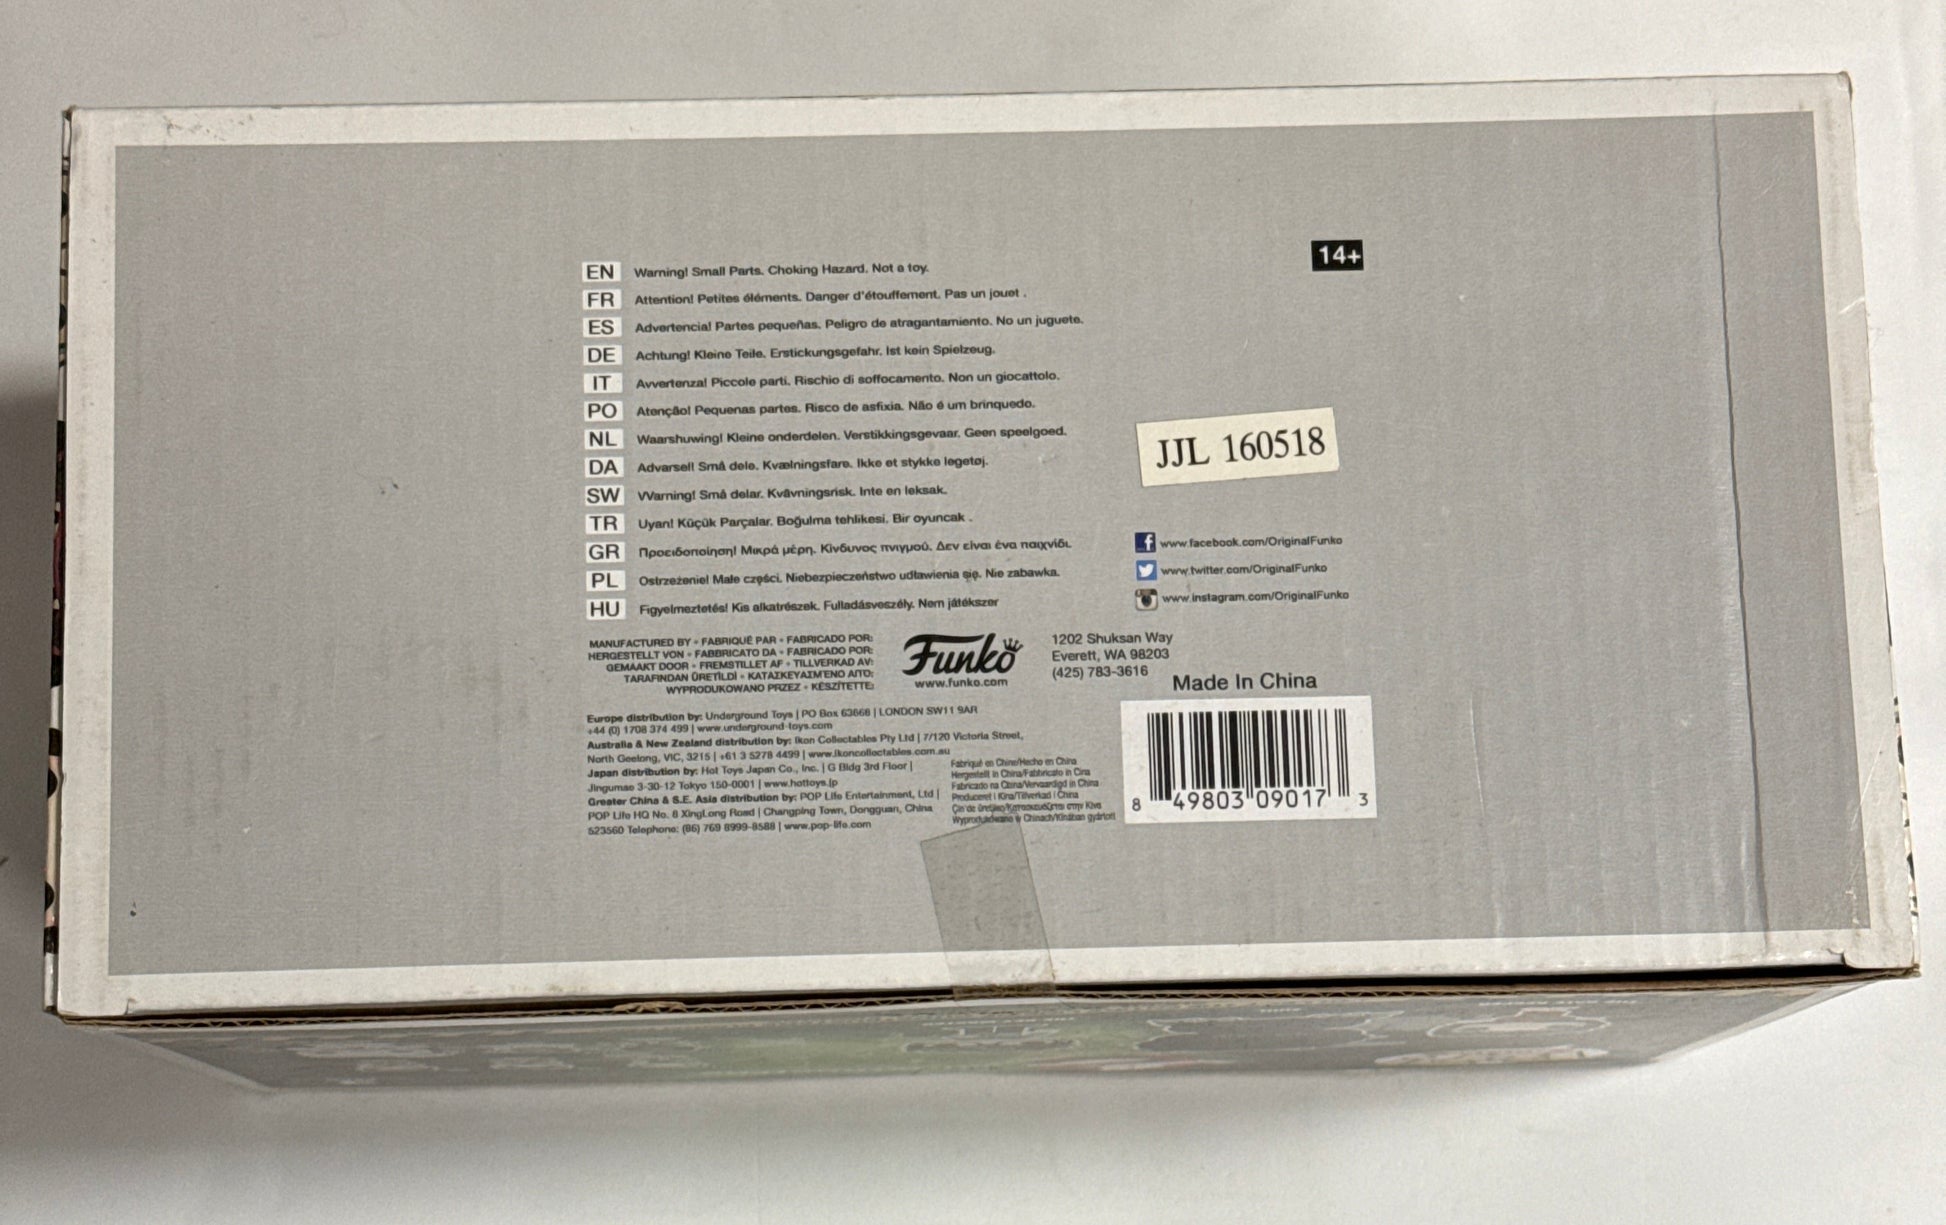 14+
EN Warning! Small Parts. Choking Hazard. Not a toy.
FR Attention! Petites éléments. Danger d'étouffement. Pas un jouet .
ES Advertencia! Partes pequeñas. Peligro de atragantamiento. No un juguete.
DE Achtung! Kleine Teile. Erstickungsgefahr. Ist kein Spielzeug.
IT Avvertenza! Piccole parti. Rischio di soffocamento. Non un giocattolo.
PO Atenção! Pequenas partes. Risco de asfixia. Não é um brinquedo.
NL Waarshuwing! Kleine onderdelen. Verstikkingsgevaar. Geen speelgoed.
DA Advarsel! Små dele. Kvælningsfare. Ikke et stykke legetøj.
SW Warning! Små delar. Kvävningsrisk. Inte en leksak.
TR Uyan! Küçük Parçalar. Boğulma tehlikesi. Bir oyuncak .
GR Προειδοποίηση! Μικρά μέρη. Κίνδυνος πνιγμού. Δεν είναι ένα παιχνίδι.
PL Ostrzeżenie! Małe części. Niebezpieczeństwo udławienia się. Nie zabawka.
HU Figyelmeztetés! Kis alkatrészek. Fulladásveszély. Nem játékszer
JJL 160518
www.facebook.com/OriginalFunko
www.twitter.com/OriginalFunko
www.instagram.com/OriginalFunko
MANUFACTURED BY • FABRIQUÉ PAR • FABRICADO POR:
HERGESTELLT VON • FABBRICATO DA • FABRICADO POR:
GEMAAKT DOOR • FREMSTILLET AF • TILLVERKAD AV:
TARAFINDAN ÜRETİLDİ • ΚΑΤΑΣΚΕΥΑΣΜΈΝΟ ΑΠΌ:
WYPRODUKOWANO PRZEZ • KÉSZÍTETTE:
Funko
www.funko.com
1202 Shuksan Way
Everett, WA 98203
(425) 783-3616
Made In China
Europe distribution by: Underground Toys | PO Box 63668 | LONDON SW11 9AR
+44 (0) 1708 374 499 | www.underground-toys.com
Australia & New Zealand distribution by: Ikon Collectables Pty Ltd | 7/120 Victoria Street,
North Geelong, VIC, 3215 | +61 3 5278 4499 | www.ikoncollectables.com.au
Japan distribution by: Hot Toys Japan Co., Inc. | G Bldg 3rd Floor |
Jingumae 3-30-12 Tokyo 150-0001 | www.hottoys.jp
Greater China & S.E. Asia distribution by: POP Life Entertainment, Ltd |
POP Life HQ No. 8 XingLong Road | Changping Town, Dongguan, China
523560 Telephone: (86) 769 8999-8588 | www.pop-life.com
Fabriqué en Chine/Hecho en China
Hergestellt in China/Fabbricato in Cina
Fabricado na China/Vervaardigd in China
Produceret i Kina/Tillverkad i China
Wyprodukowano w Chinach/Kínában gyártott
8 49803 09017 3